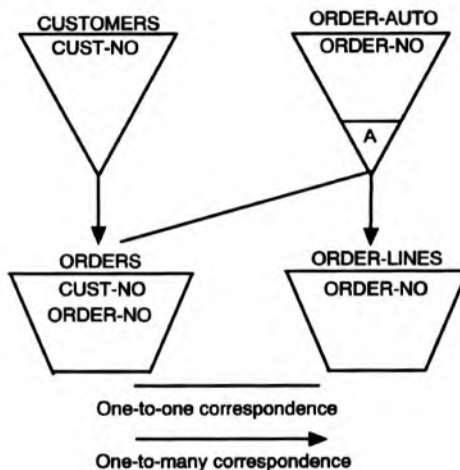 CUSTOMERS
CUST-NO
ORDER-AUTO
ORDER-NO
A
ORDERS
CUST-NO
ORDER-NO
ORDER-LINES
ORDER-NO
One-to-one correspondence
One-to-many correspondence